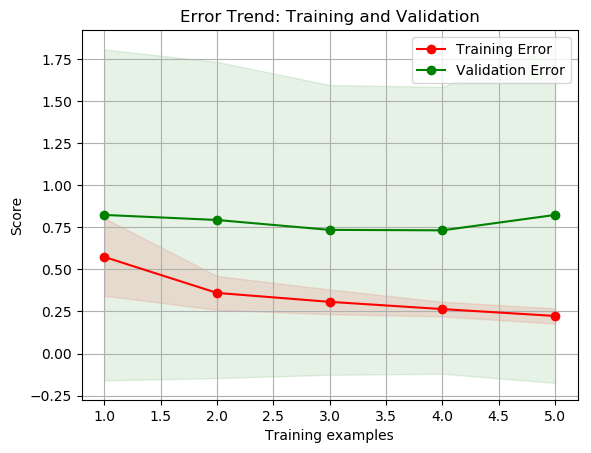 Error Trend: Training and Validation
Training Error
Validation Error
1.75
1.50
1.25
1.00
0.75
0.50
0.25
0.00
−0.25
Score
1.0 1.5 2.0 2.5 3.0 3.5 4.0 4.5 5.0
Training examples